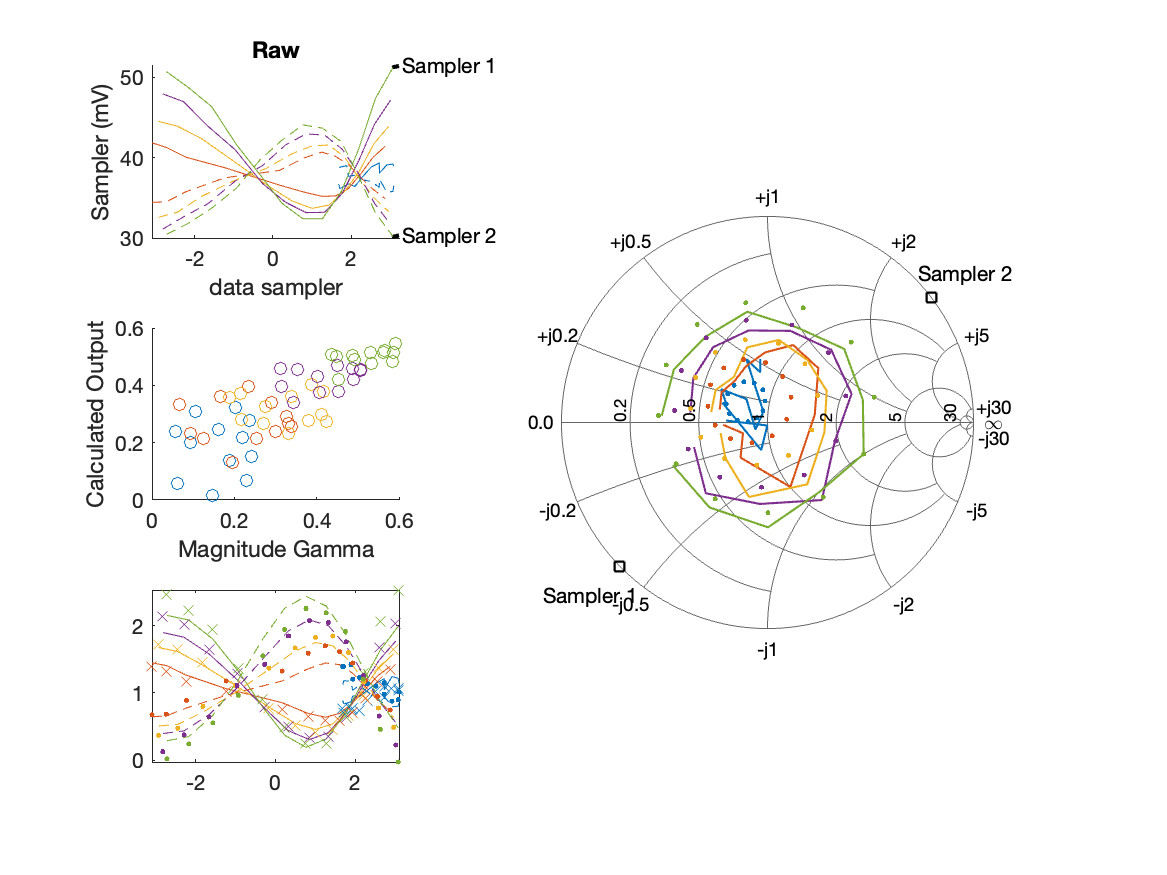 Raw
Sampler (mV)
50
40
30
-2
0
2
data sampler
Sampler 1
Sampler 2
Calculated Output
0.6
0.4
0.2
0
0
0.2
0.4
0.6
Magnitude Gamma
2
1
0
-2
0
2
+j1
+j0.5
+j2
Sampler 2
+j0.2
+j5
0.0
0.2
0.5
1
2
5
30
+j30
∞
-j30
-j0.2
-j5
Sampler 1
-j0.5
-j2
-j1